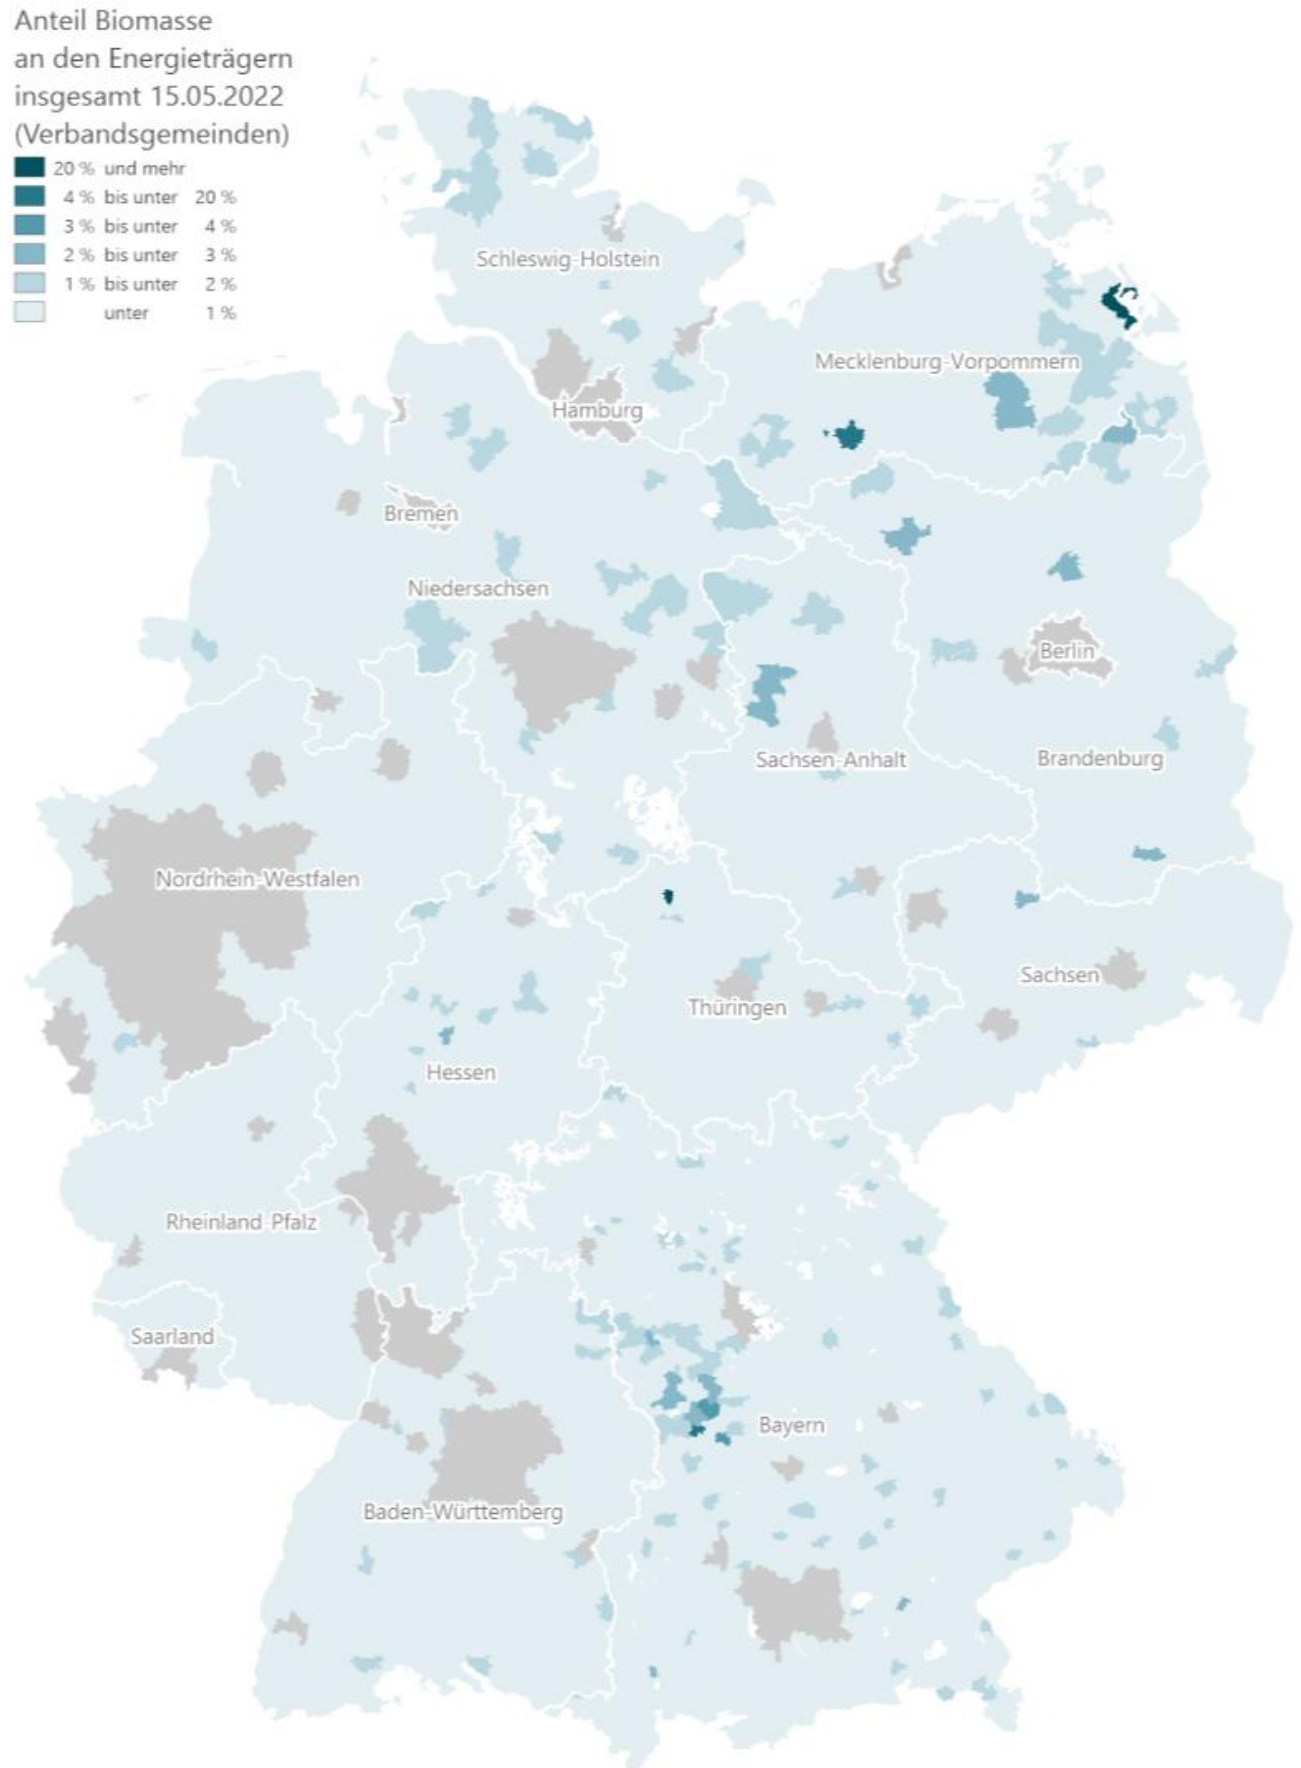 Anteil Biomasse
an den Energieträgern
insgesamt 15.05.2022
(Verbandsgemeinden)
20 % und mehr
4 % bis unter 20 %
3 % bis unter 4 %
2 % bis unter 3 %
1 % bis unter 2 %
unter 1 %
Schleswig-Holstein
Mecklenburg-Vorpommern
Hamburg
Bremen
Niedersachsen
Berlin
Sachsen-Anhalt
Brandenburg
Nordrhein-Westfalen
Sachsen
Thüringen
Hessen
Rheinland-Pfalz
Saarland
Bayern
Baden-Württemberg